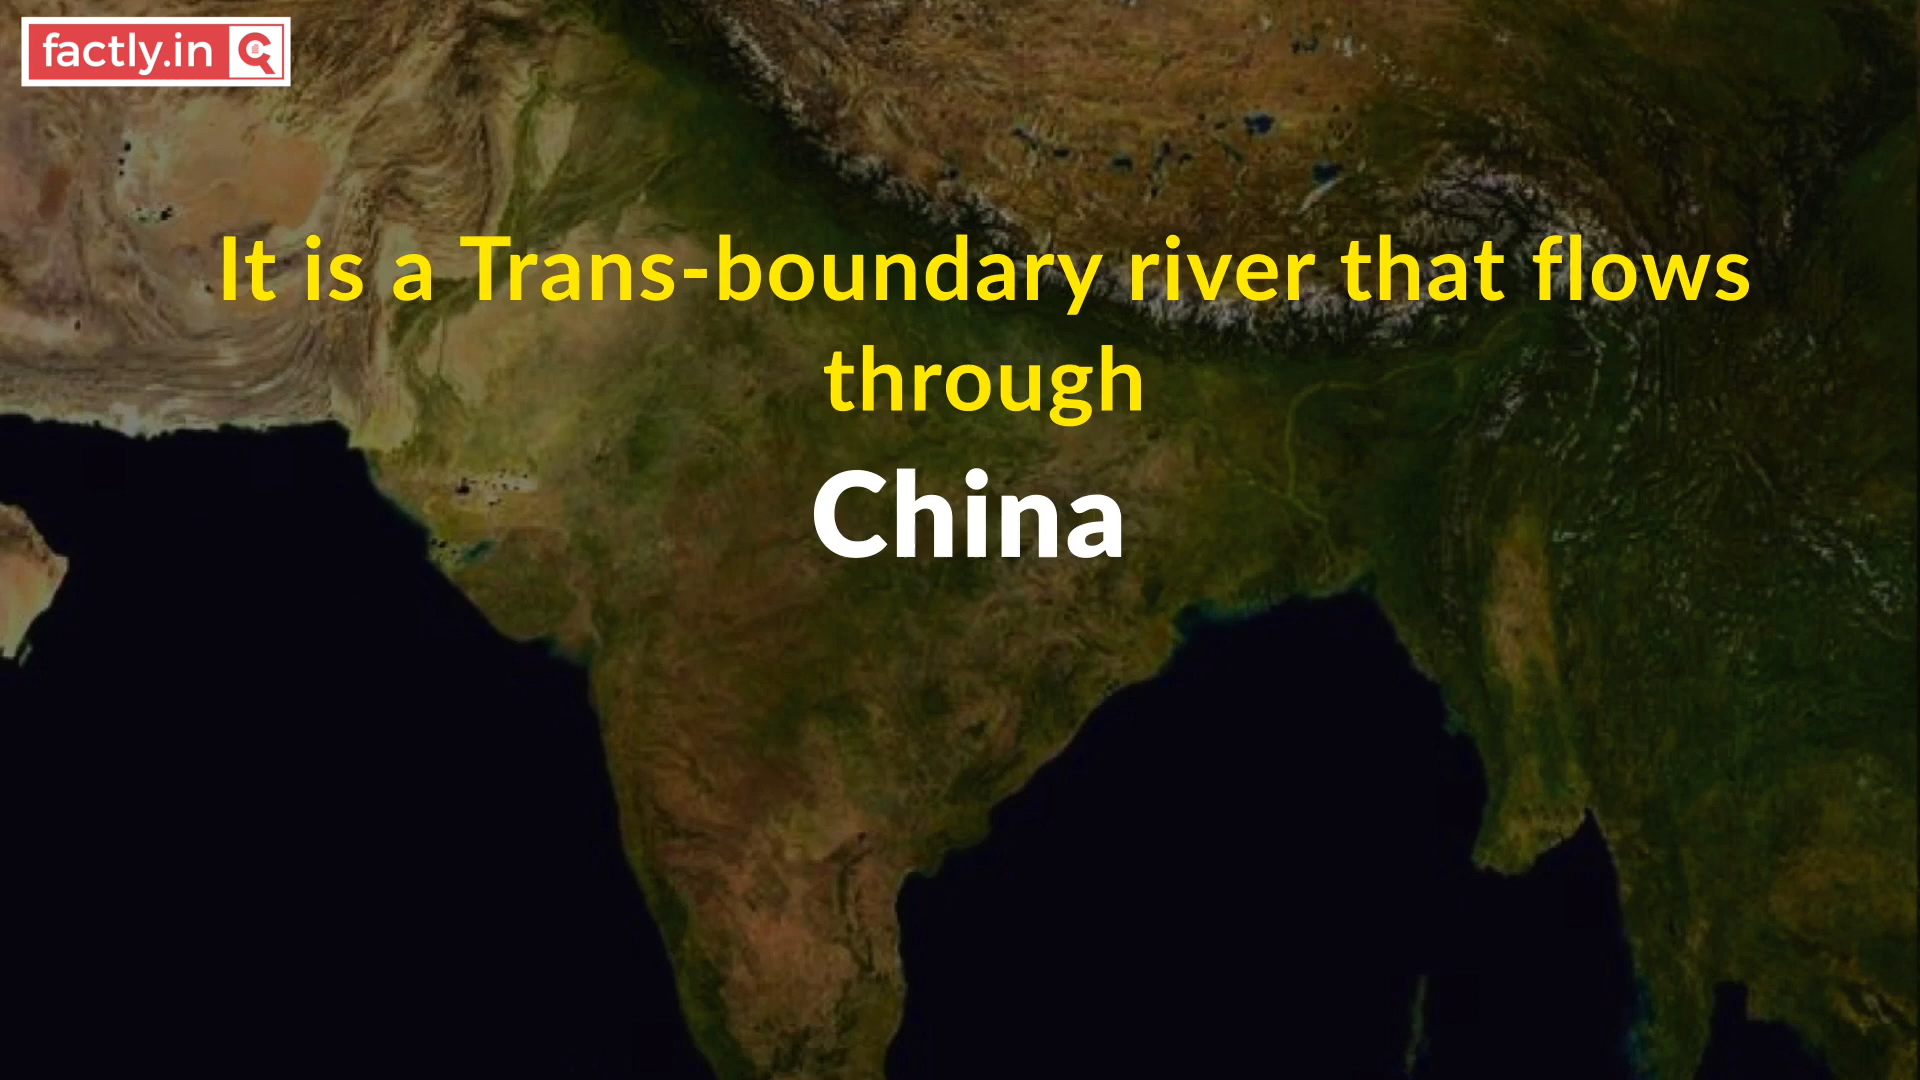 factly.in
It is a Trans-boundary river that flows
through
China